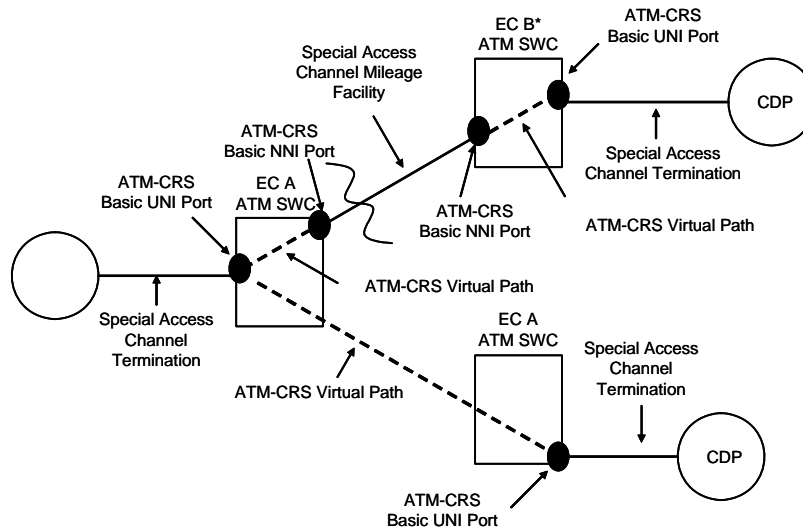 EC B*
ATM SWC
ATM-CRS
Basic UNI Port
Special Access
Channel Mileage
Facility
CDP
ATM-CRS
Basic NNI Port
Special Access
Channel Termination
ATM-CRS
Basic UNI Port
EC A
ATM SWC
ATM-CRS
Basic NNI Port
ATM-CRS Virtual Path
ATM-CRS Virtual Path
Special Access
Channel
Termination
EC A
ATM SWC
Special Access
Channel
Termination
ATM-CRS Virtual Path
CDP
ATM-CRS
Basic UNI Port